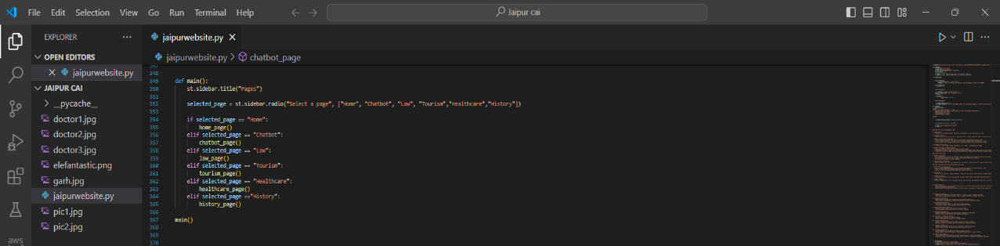 File Edit Selection View Go Run Terminal Help
Jaipur cai
EXPLORER
jaipurwebsite.py
OPEN EDITORS
jaipurwebsite.py > chatbot_page
jaipurwebsite.py
JAIPUR CAI
__pycache__
doctor1.jpg
doctor2.jpg
doctor3.jpg
elefantastic.png
garh.jpg
jaipurwebsite.py
pic1.jpg
pic2.jpg
aws
347
348
349 def main():
350 st.sidebar.title("Pages")
351
352 selected_page = st.sidebar.radio("Select a page", ["Home", "Chatbot", "Law", "Tourism","Healthcare","History"])
353
354 if selected_page == "Home":
355 home_page()
356 elif selected_page == "Chatbot":
357 chatbot_page()
358 elif selected_page == "Law":
359 law_page()
360 elif selected_page == "Tourism":
361 tourism_page()
362 elif selected_page == "Healthcare":
363 healthcare_page()
364 elif selected_page =="History":
365 history_page()
366
367 main()
368
369
370